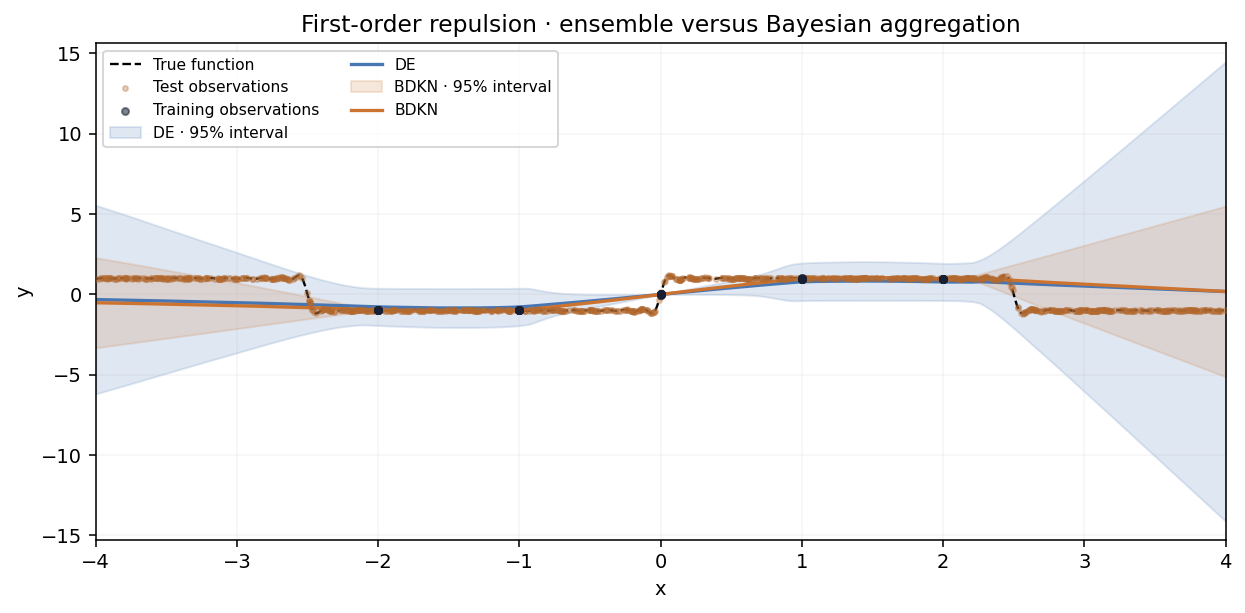 First-order repulsion · ensemble versus Bayesian aggregation
True function
Test observations
Training observations
DE · 95% interval
DE
BDKN · 95% interval
BDKN
15
10
5
0
−5
−10
−15
y
−4
−3
−2
−1
0
1
2
3
4
x